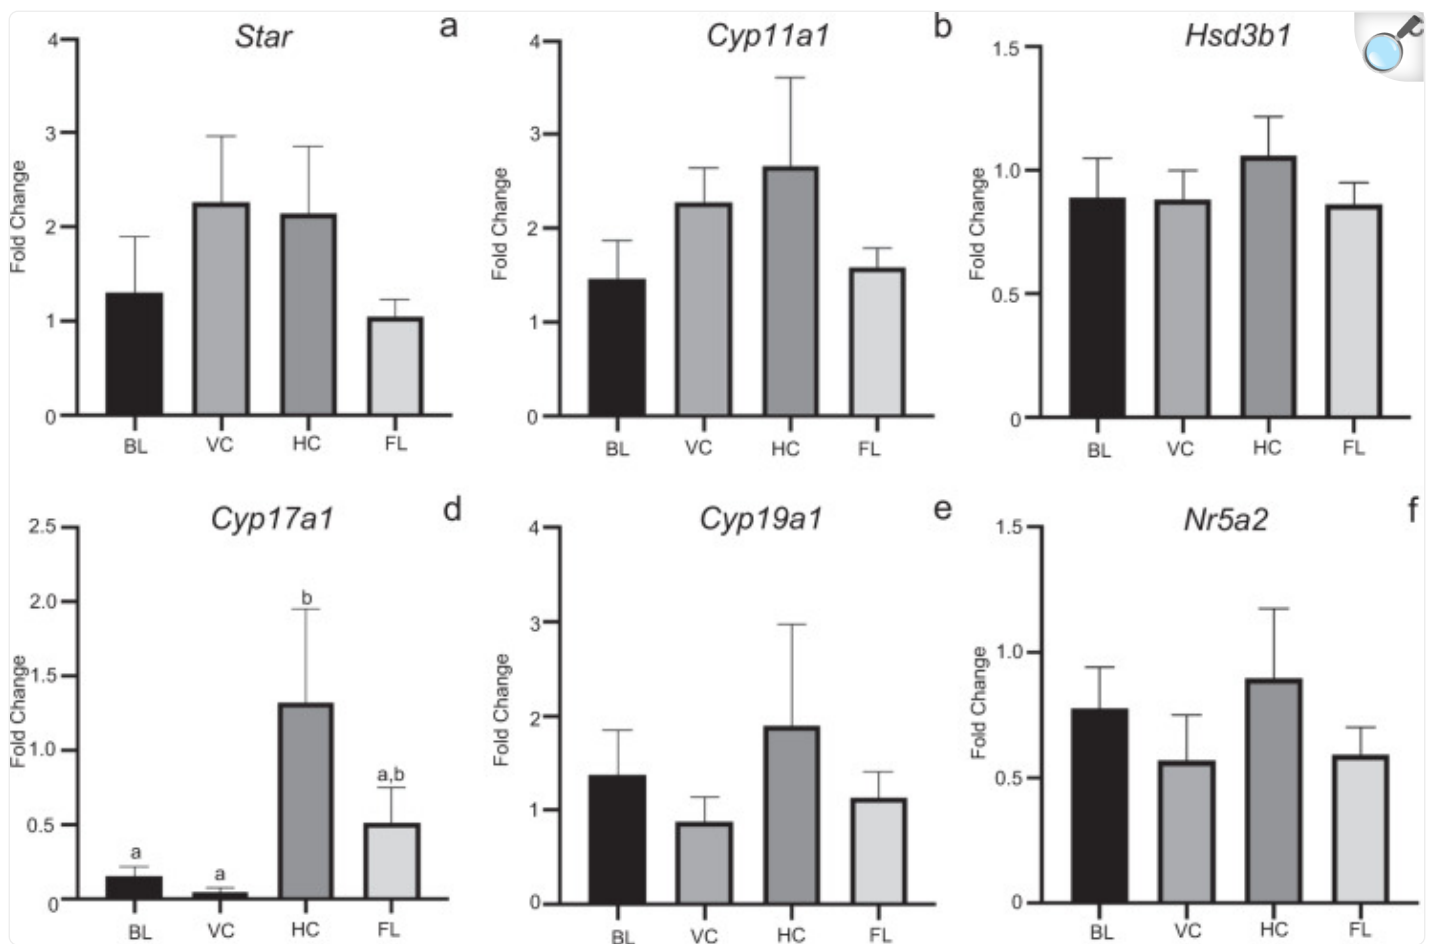 Star a
4
3
2
1
0
Fold Change
BL VC HC FL
Cyp11a1 b
4
3
2
1
0
Fold Change
BL VC HC FL
Hsd3b1
1.5
1.0
0.5
0
Fold Change
BL VC HC FL
Cyp17a1 d
2.5
2.0
1.5
1.0
0.5
0
Fold Change
a
a
b
a,b
BL VC HC FL
Cyp19a1 e
4
3
2
1
0
Fold Change
BL VC HC FL
Nr5a2 f
1.5
1.0
0.5
0
Fold Change
BL VC HC FL